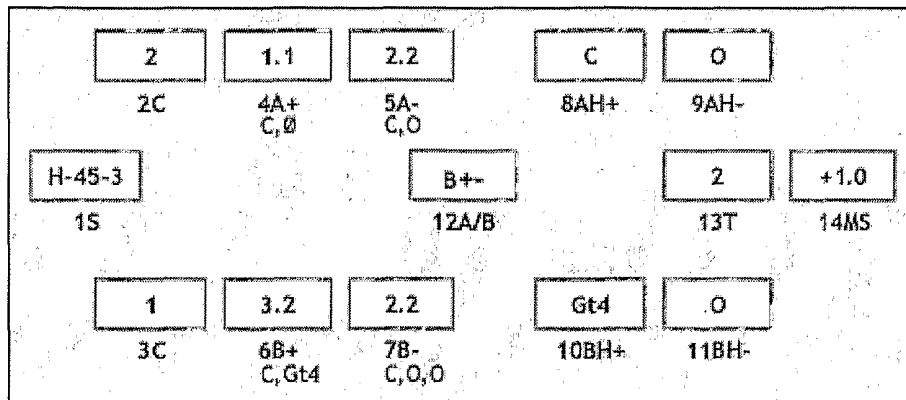 2 1.1 2.2 C O
2C 4A+ 5A- 8AH+ 9AH-
C,Ø C,O
H-45-3 B+- 2 +1.0
1S 12A/B 13T 14MS
1 3.2 2.2 Gt4 O
3C 6B+ 7B- 10BH+ 11BH-
C,Gt4 C,O,O